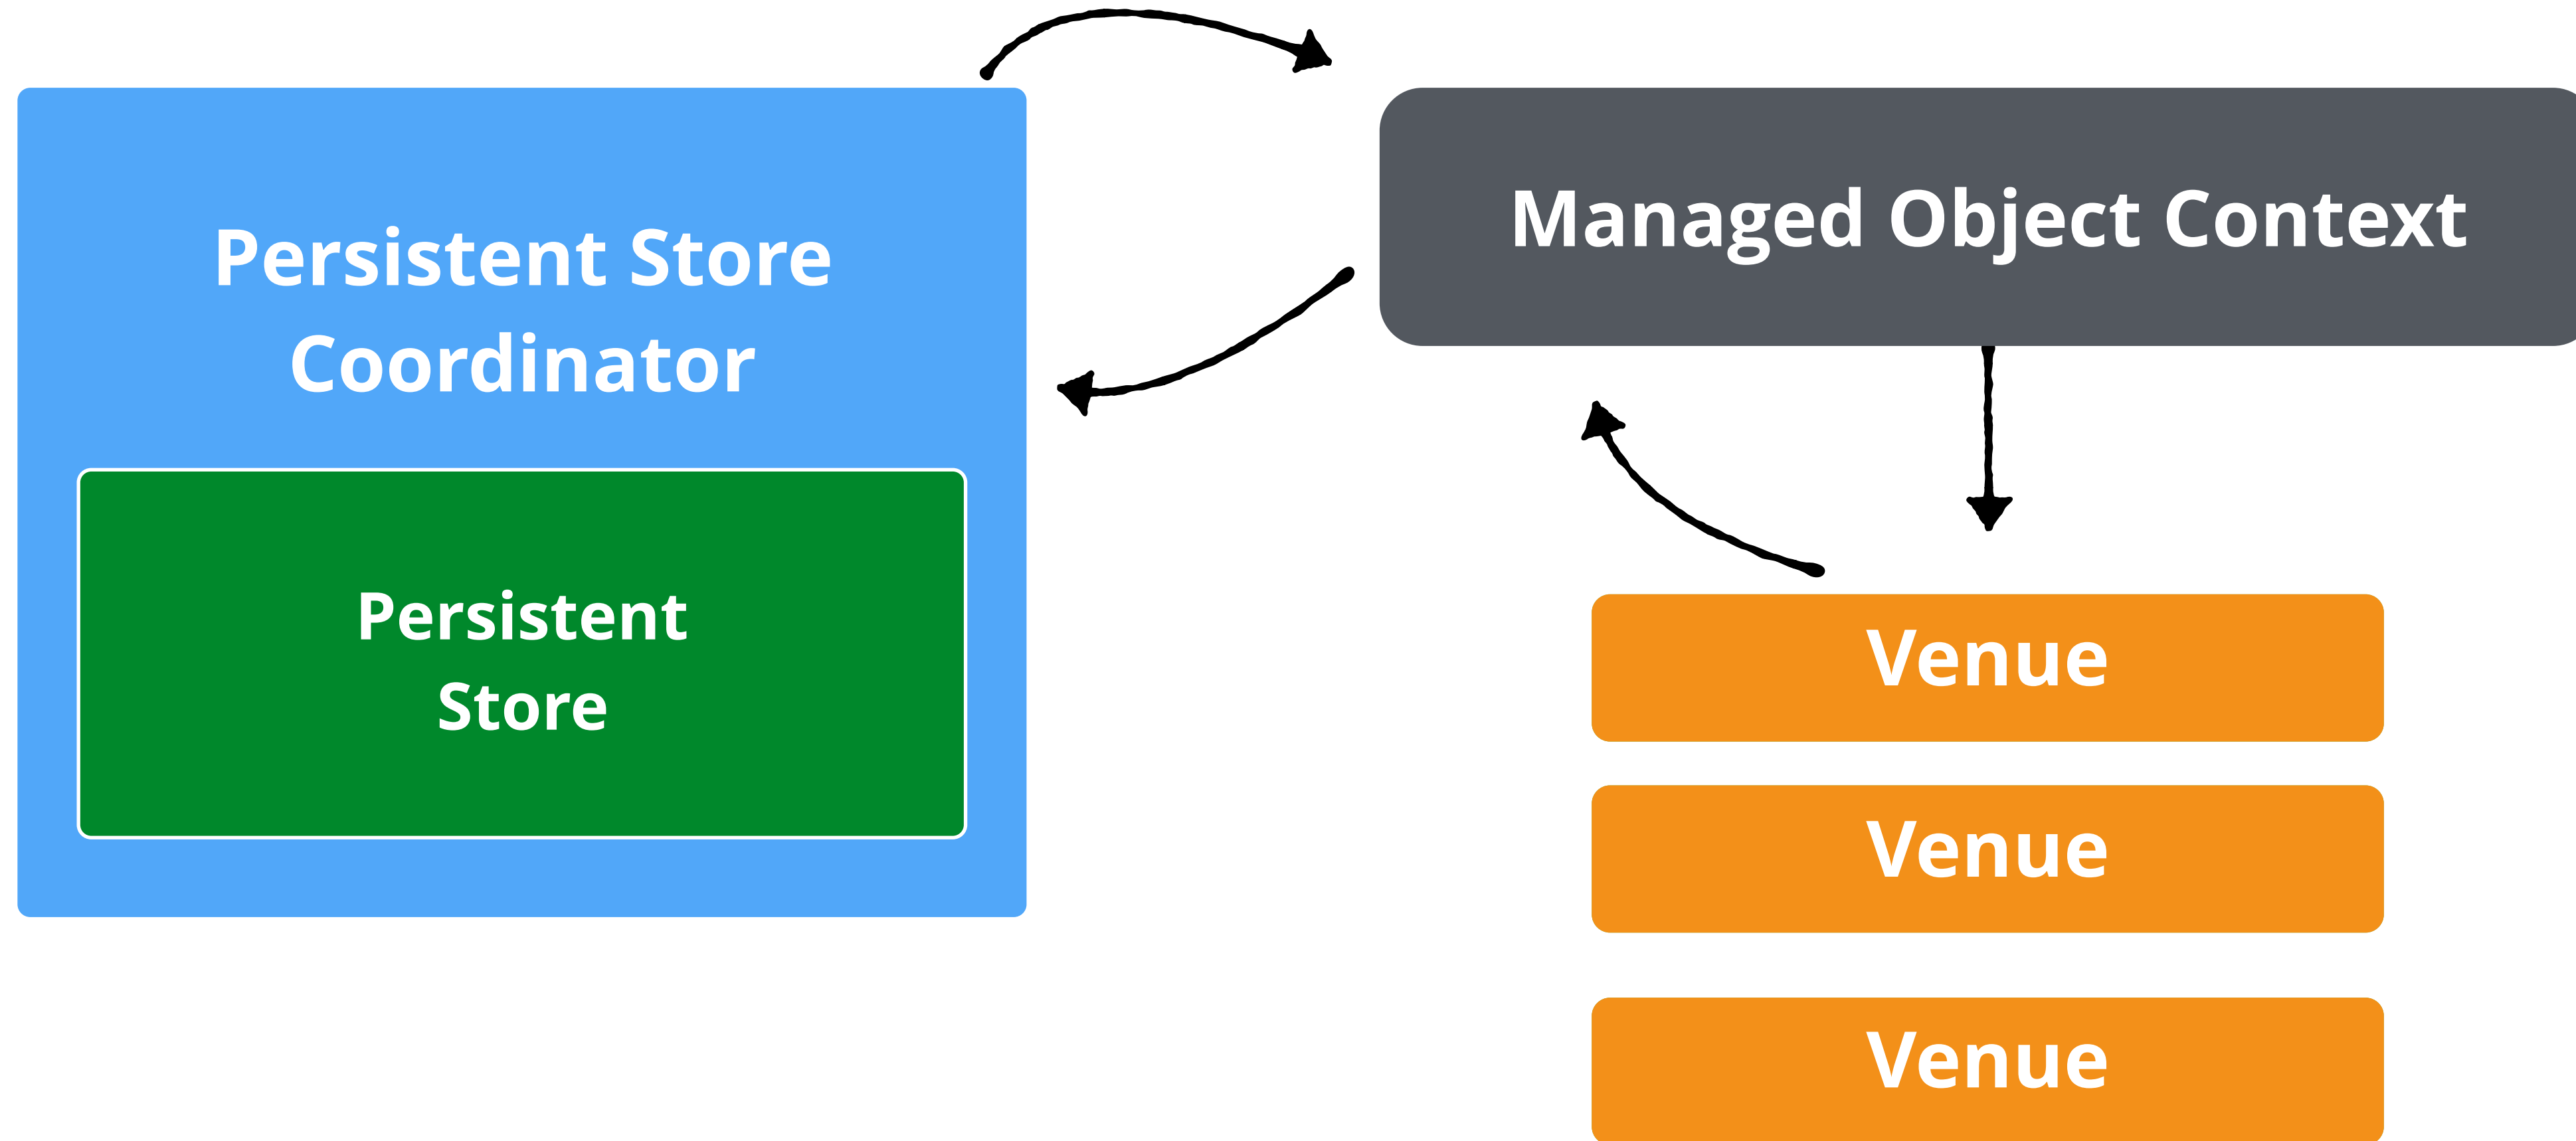 Persistent Store
Coordinator
Persistent
Store
Managed Object Context
Venue
Venue
Venue